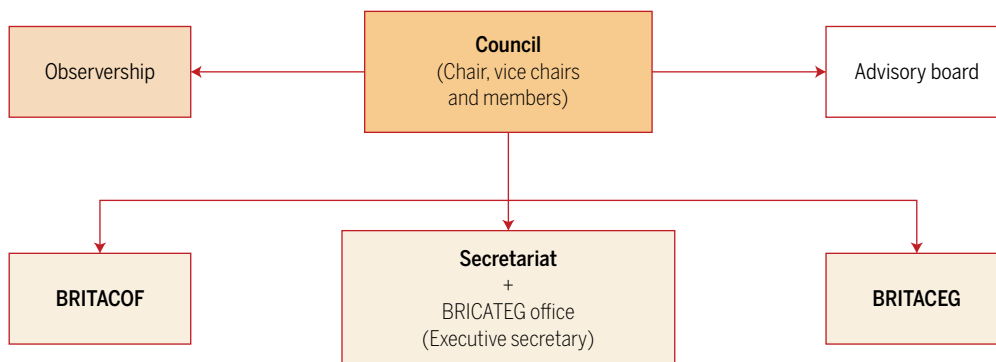 Observership
Council
(Chair, vice chairs
and members)
Advisory board
BRITACOF
Secretariat
+
BRICATEG office
(Executive secretary)
BRITACEG